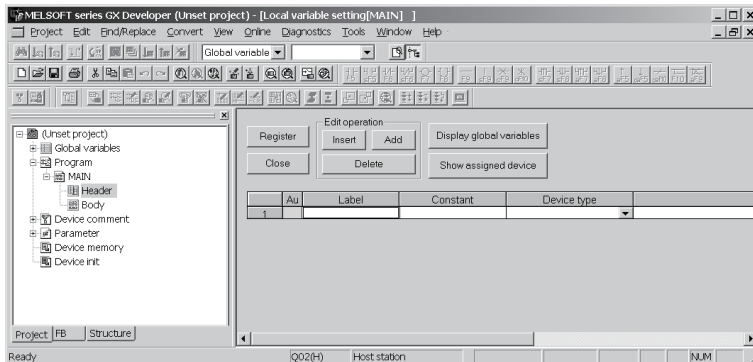 MELSOFT series GX Developer (Unset project) - [Local variable setting[MAIN] ]
Project Edit Find/Replace Convert View Online Diagnostics Tools Window Help
Global variable
(Unset project)
Global variables
Program
MAIN
Header
Body
Device comment
Parameter
Device memory
Device init
Project FB Structure
Register
Close
Edit operation
Insert Add
Delete
Display global variables
Show assigned device
Au Label Constant Device type
1
Ready Q02(H) Host station NUM